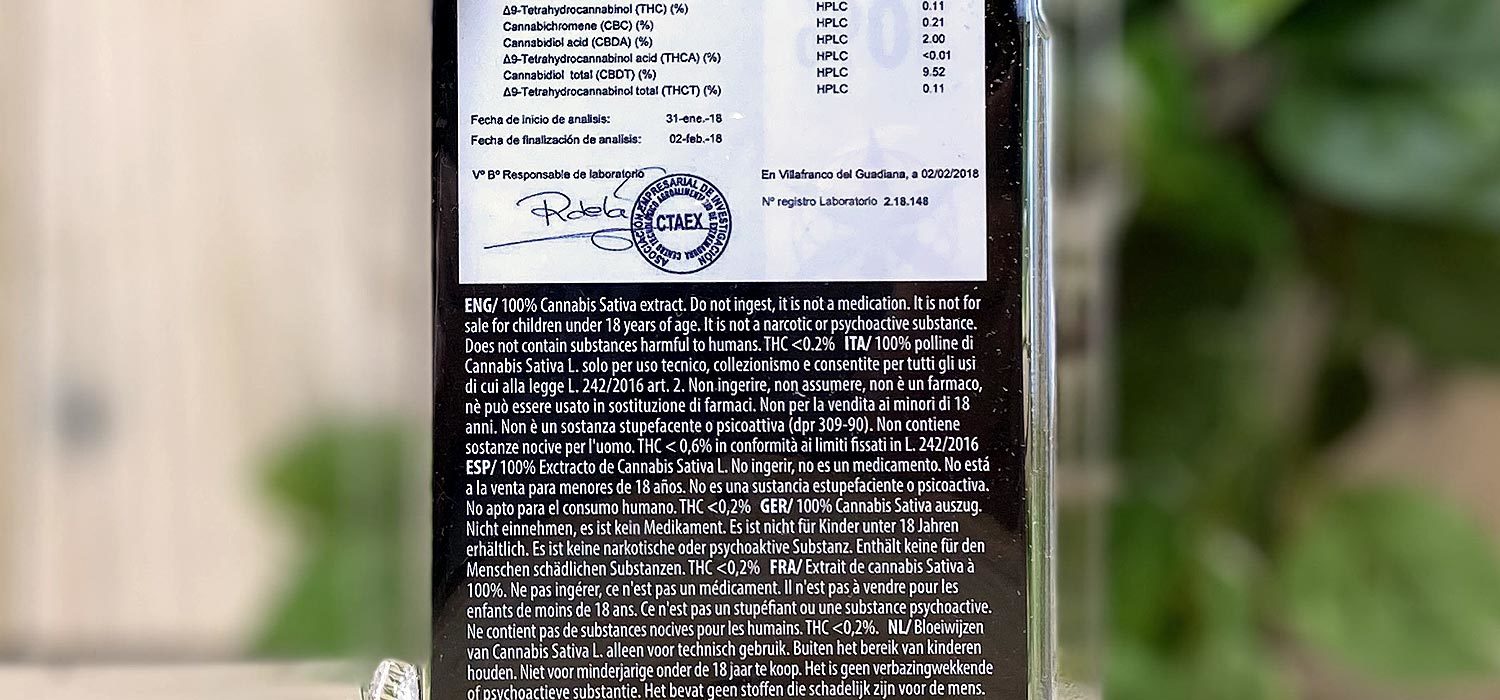 Δ9-Tetrahydrocannabinol (THC) (%) HPLC 0.11
Cannabichromene (CBC) (%) HPLC 0.21
Cannabidiol acid (CBDA) (%) HPLC 2.00
Δ9-Tetrahydrocannabinol acid (THCA) (%) HPLC <0.01
Cannabidiol total (CBDT) (%) HPLC 9.52
Δ9-Tetrahydrocannabinol total (THCT) (%) HPLC 0.11
Fecha de inicio de analisis: 31-ene.-18
Fecha de finalización de analisis: 02-feb.-18
Vº Bº Responsable de laboratorio
En Villafranco del Guadiana, a 02/02/2018
Nº registro Laboratorio 2.18.148
ASOCIACIÓN EMPRESARIAL DE INVESTIGACIÓN
CENTRO TECNOLÓGICO AGROALIMENTARIO DE EXTREMADURA
CTAEX
ENG/ 100% Cannabis Sativa extract. Do not ingest, it is not a medication. It is not for
sale for children under 18 years of age. It is not a narcotic or psychoactive substance.
Does not contain substances harmful to humans. THC <0.2% ITA/ 100% polline di
Cannabis Sativa L. solo per uso tecnico, collezionismo e consentite per tutti gli usi
di cui alla legge L. 242/2016 art. 2. Non ingerire, non assumere, non è un farmaco,
nè può essere usato in sostituzione di farmaci. Non per la vendita ai minori di 18
anni. Non è un sostanza stupefacente o psicoattiva (dpr 309-90). Non contiene
sostanze nocive per l'uomo. THC < 0,6% in conformità ai limiti fissati in L. 242/2016
ESP/ 100% Exctracto de Cannabis Sativa L. No ingerir, no es un medicamento. No está
a la venta para menores de 18 años. No es una sustancia estupefaciente o psicoactiva.
No apto para el consumo humano. THC <0,2% GER/ 100% Cannabis Sativa auszug.
Nicht einnehmen, es ist kein Medikament. Es ist nicht für Kinder unter 18 Jahren
erhältlich. Es ist keine narkotische oder psychoaktive Substanz. Enthält keine für den
Menschen schädlichen Substanzen. THC <0,2% FRA/ Extrait de cannabis Sativa à
100%. Ne pas ingérer, ce n'est pas un médicament. Il n'est pas à vendre pour les
enfants de moins de 18 ans. Ce n'est pas un stupéfiant ou une substance psychoactive.
Ne contient pas de substances nocives pour les humains. THC <0,2%. NL/ Bloeiwijzen
van Cannabis Sativa L. alleen voor technisch gebruik. Buiten het bereik van kinderen
houden. Niet voor minderjarige onder de 18 jaar te koop. Het is geen verbazingwekkende
of psychoactieve substantie. Het bevat geen stoffen die schadelijk zijn voor de mens.